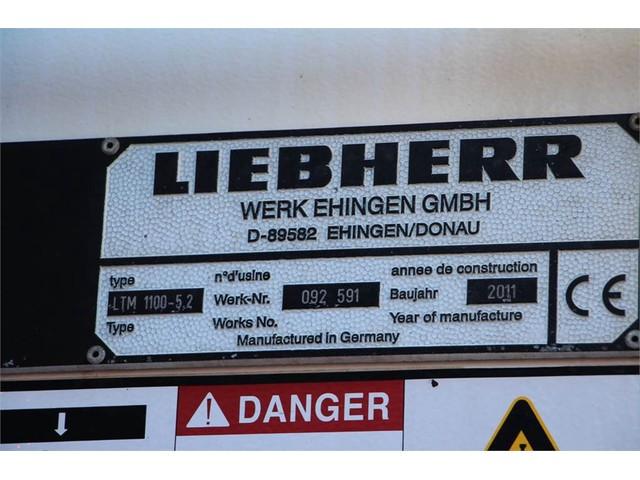 LIEBHERR
WERK EHINGEN GMBH
D-89582 EHINGEN/DONAU
type n°d'usine annee de construction
LTM 1100-5.2 Werk-Nr. 092 591 Baujahr 2011
Type Works No. Year of manufacture
Manufactured in Germany
CE
DANGER